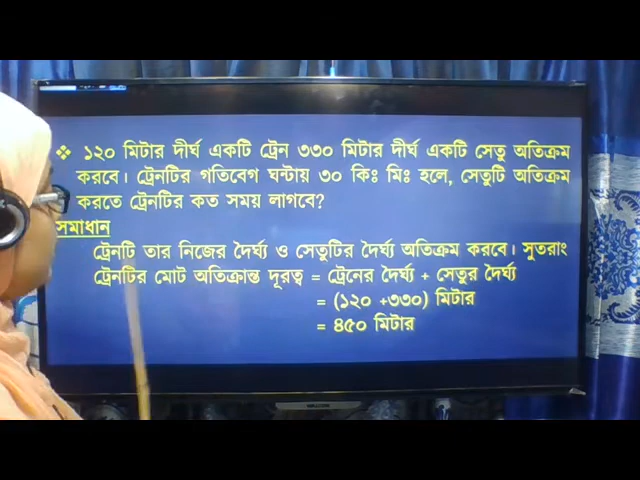 ❖ ১২০ মিটার দীর্ঘ একটি ট্রেন ৩৩০ মিটার দীর্ঘ একটি সেতু অতিক্রম
করবে। ট্রেনটির গতিবেগ ঘন্টায় ৩০ কিঃ মিঃ হলে, সেতুটি অতিক্রম
করতে ট্রেনটির কত সময় লাগবে?
সমাধান
ট্রেনটি তার নিজের দৈর্ঘ্য ও সেতুটির দৈর্ঘ্য অতিক্রম করবে। সুতরাং
ট্রেনটির মোট অতিক্রান্ত দূরত্ব = ট্রেনের দৈর্ঘ্য + সেতুর দৈর্ঘ্য
= (১২০ +৩৩০) মিটার
= ৪৫০ মিটার